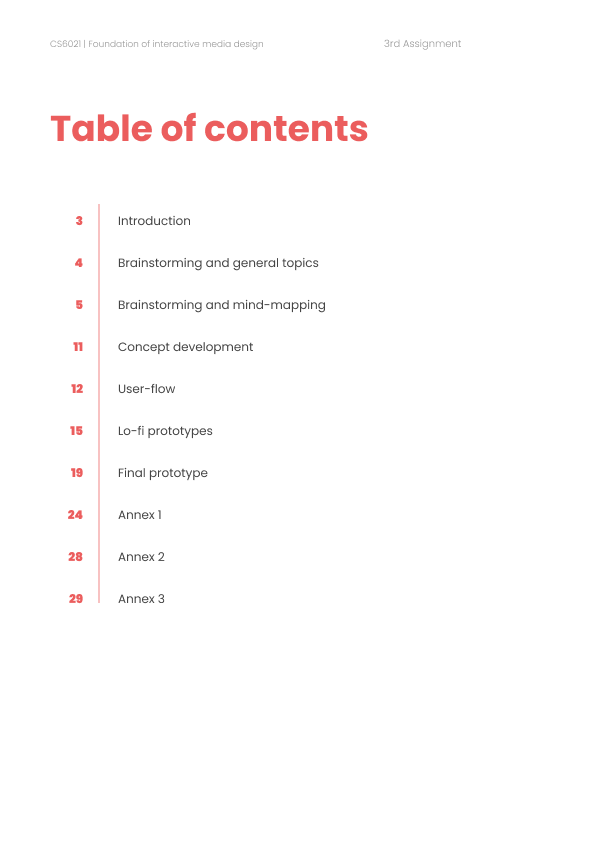 CS6021 | Foundation of interactive media design 3rd Assignment
Table of contents
3 Introduction
4 Brainstorming and general topics
5 Brainstorming and mind-mapping
11 Concept development
12 User-flow
15 Lo-fi prototypes
19 Final prototype
24 Annex 1
28 Annex 2
29 Annex 3